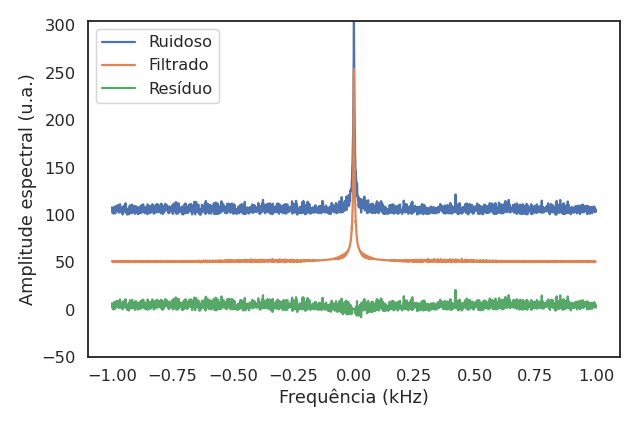 300
250
200
150
100
50
0
−50
Amplitude espectral (u.a.)
Ruidoso
Filtrado
Resíduo
−1.00 −0.75 −0.50 −0.25 0.00 0.25 0.50 0.75 1.00
Frequência (kHz)